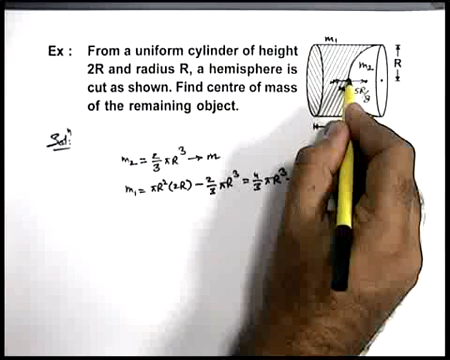 Ex : From a uniform cylinder of height
2R and radius R, a hemisphere is
cut as shown. Find centre of mass
of the remaining object.
m₁
m₂
R
5R/8
Solⁿ
m₂ = 2/3 πR³ → m
m₁ = πR²(2R) - 2/3 πR³ = 4/3 πR³.